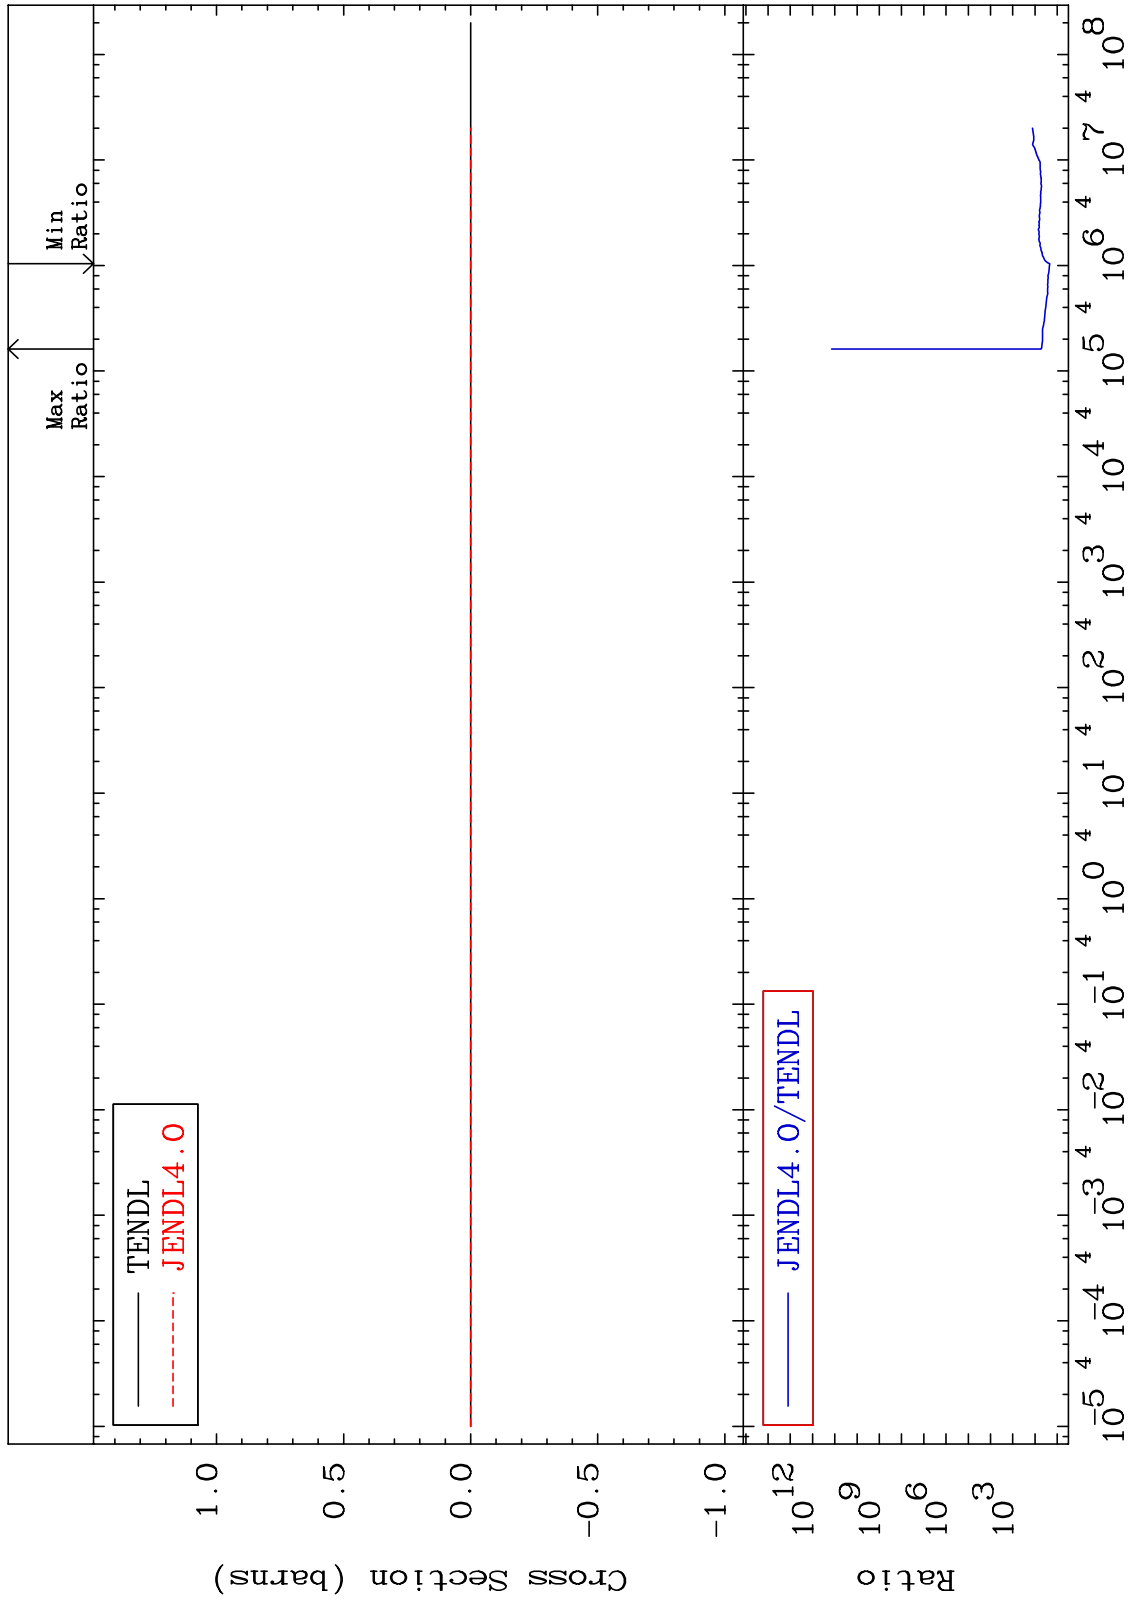 Max
Ratio
Min
Ratio
TENDL
JENDL4.0
Cross Section (barns)
1.0
0.5
0.0
-0.5
-1.0
JENDL4.0/TENDL
Ratio
10^12
10^9
10^6
10^3
10^-5 4 10^-4 4 10^-3 4 10^-2 4 10^-1 4 10^0 4 10^1 4 10^2 4 10^3 4 10^4 4 10^5 4 10^6 4 10^7 4 10^8